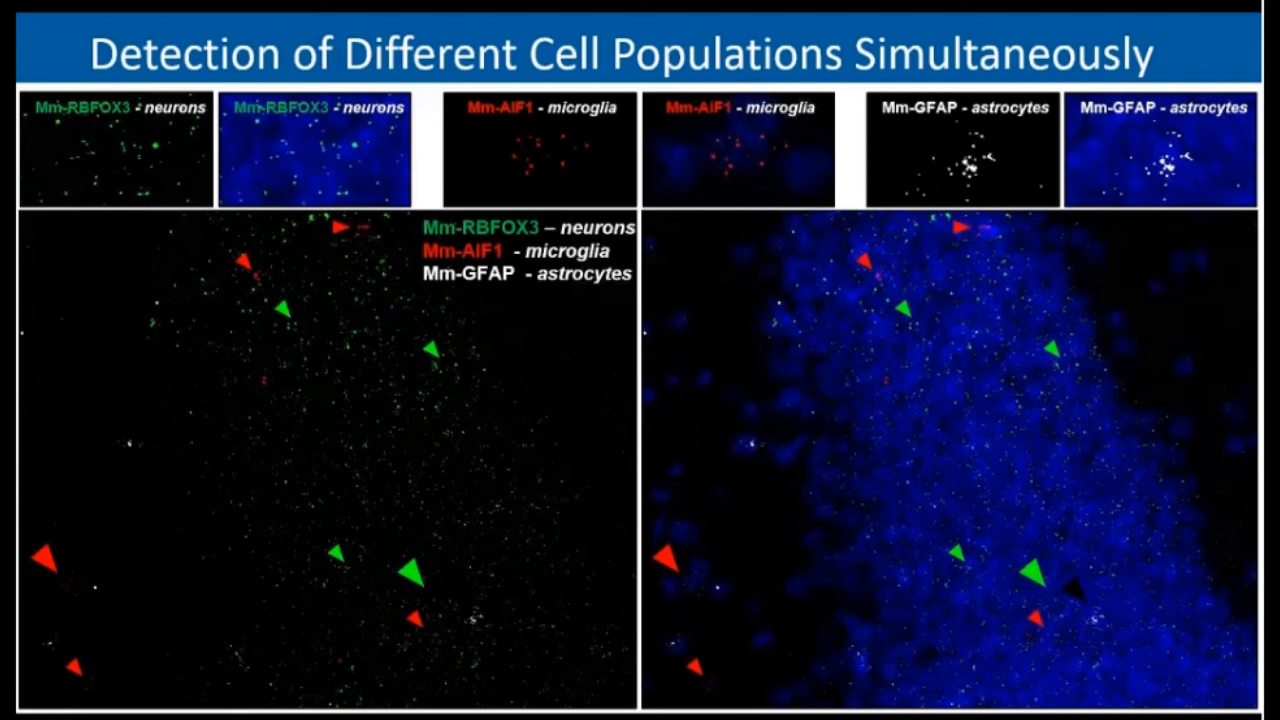 Detection of Different Cell Populations Simultaneously
Mm-RBFOX3 - neurons
Mm-RBFOX3 - neurons
Mm-AIF1 - microglia
Mm-AIF1 - microglia
Mm-GFAP - astrocytes
Mm-GFAP - astrocytes
Mm-RBFOX3 – neurons
Mm-AIF1 - microglia
Mm-GFAP - astrocytes